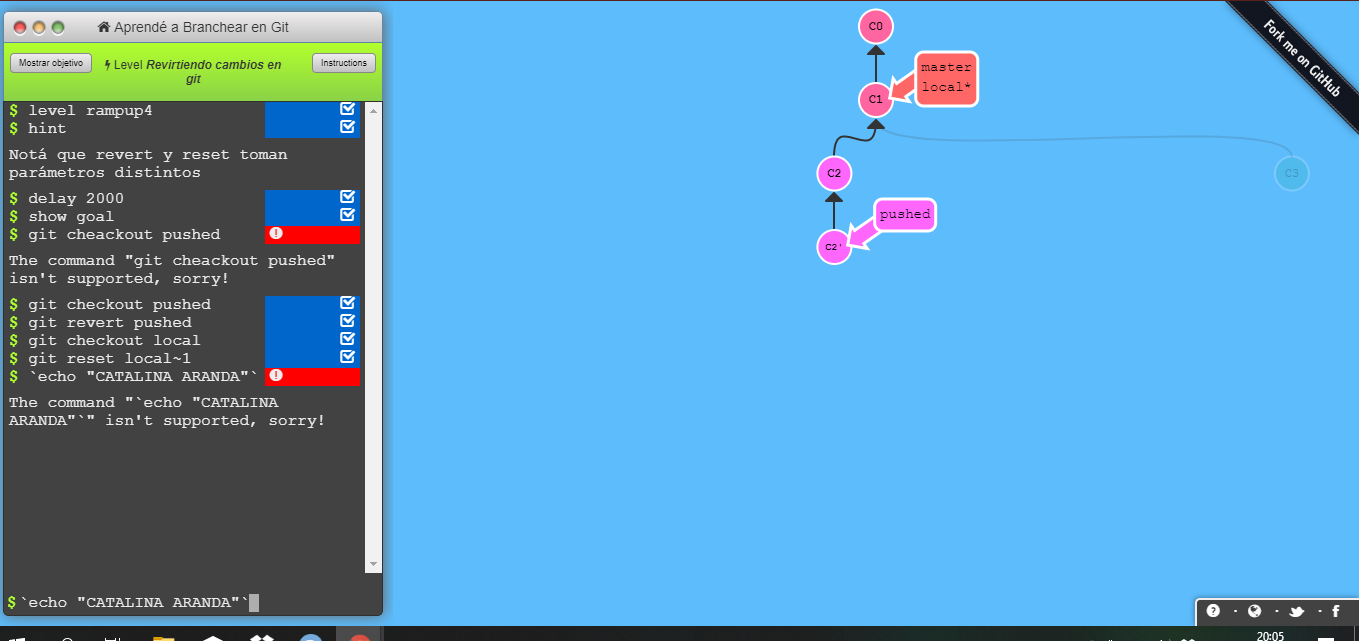 Aprendé a Branchear en Git
Mostrar objetivo
Level Revirtiendo cambios en
git
Instructions
$ level rampup4
$ hint
Notá que revert y reset toman
parámetros distintos
$ delay 2000
$ show goal
$ git cheackout pushed
The command "git cheackout pushed"
isn't supported, sorry!
$ git checkout pushed
$ git revert pushed
$ git checkout local
$ git reset local~1
$ `echo "CATALINA ARANDA"`
The command "`echo "CATALINA
ARANDA"`" isn't supported, sorry!
$ `echo "CATALINA ARANDA"`
C0
master
local*
C1
C2
C3
pushed
C2'
Fork me on GitHub
20:05